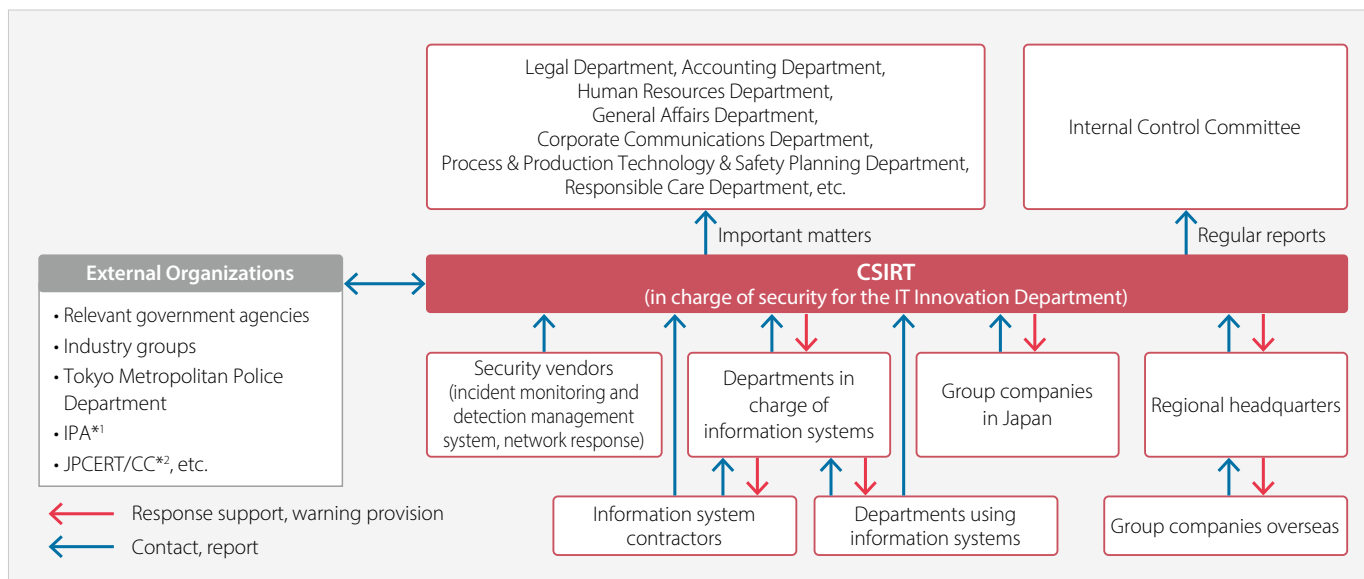 Legal Department, Accounting Department,
Human Resources Department,
General Affairs Department,
Corporate Communications Department,
Process & Production Technology & Safety Planning Department,
Responsible Care Department, etc.
Internal Control Committee
Important matters
Regular reports
External Organizations
• Relevant government agencies
• Industry groups
• Tokyo Metropolitan Police
Department
• IPA*1
• JPCERT/CC*2, etc.
CSIRT
(in charge of security for the IT Innovation Department)
Security vendors
(incident monitoring and
detection management
system, network response)
Departments in
charge of
information systems
Group companies
in Japan
Regional headquarters
Information system
contractors
Departments using
information systems
Group companies overseas
Response support, warning provision
Contact, report